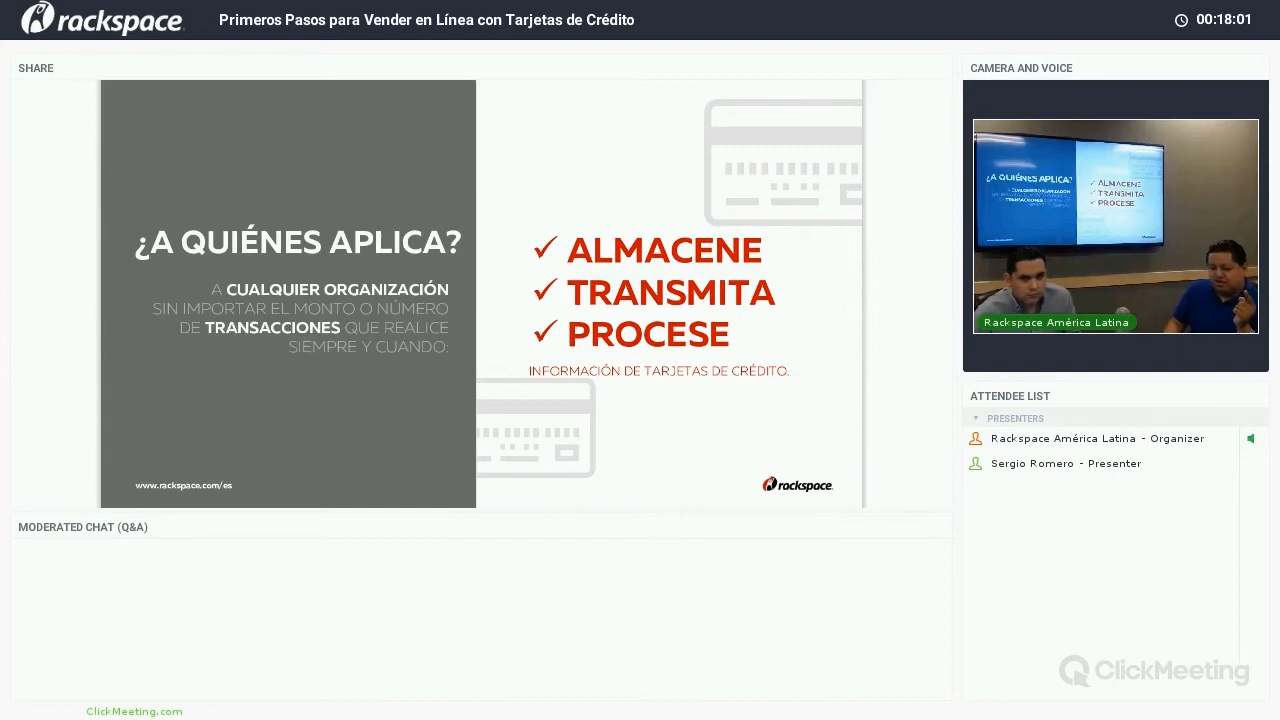 rackspace
Primeros Pasos para Vender en Línea con Tarjetas de Crédito
00:18:01
SHARE
¿A QUIÉNES APLICA?
A CUALQUIER ORGANIZACIÓN
SIN IMPORTAR EL MONTO O NÚMERO
DE TRANSACCIONES QUE REALICE
SIEMPRE Y CUANDO:
www.rackspace.com/es
✓ ALMACENE
✓ TRANSMITA
✓ PROCESE
INFORMACIÓN DE TARJETAS DE CRÉDITO.
rackspace.
CAMERA AND VOICE
¿A QUIÉNES APLICA?
A CUALQUIER ORGANIZACIÓN
✓ ALMACENE
✓ TRANSMITA
✓ PROCESE
Rackspace América Latina
ATTENDEE LIST
PRESENTERS
Rackspace América Latina - Organizer
Sergio Romero - Presenter
MODERATED CHAT (Q&A)
ClickMeeting
ClickMeeting.com